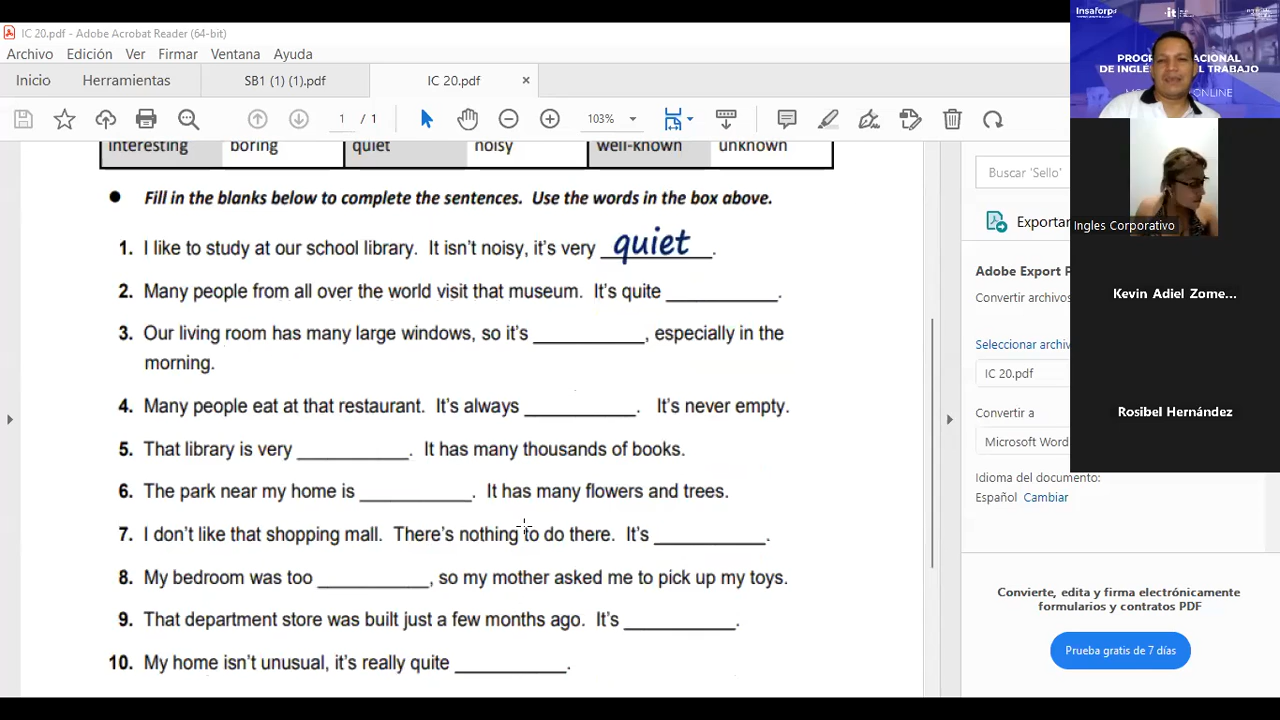 IC 20.pdf - Adobe Acrobat Reader (64-bit)
Archivo Edición Ver Firmar Ventana Ayuda
Inicio Herramientas SB1 (1) (1).pdf IC 20.pdf ×
1 / 1 103%
interesting boring quiet noisy well-known unknown
● Fill in the blanks below to complete the sentences. Use the words in the box above.
1. I like to study at our school library. It isn't noisy, it's very quiet.
2. Many people from all over the world visit that museum. It's quite ___________.
3. Our living room has many large windows, so it's ___________, especially in the
morning.
4. Many people eat at that restaurant. It's always ___________. It's never empty.
5. That library is very ___________. It has many thousands of books.
6. The park near my home is ___________. It has many flowers and trees.
7. I don't like that shopping mall. There's nothing to do there. It's ___________.
8. My bedroom was too ___________, so my mother asked me to pick up my toys.
9. That department store was built just a few months ago. It's ___________.
10. My home isn't unusual, it's really quite ___________.
Buscar 'Sello'
Exportar
Adobe Export
Convertir archivos
Seleccionar archiv
IC 20.pdf
Convertir a
Microsoft Word
Idioma del documento:
Español Cambiar
Convierte, edita y firma electrónicamente
formularios y contratos PDF
Prueba gratis de 7 días
Insaforp
it
ONLINE
Ingles Corporativo
Kevin Adiel Zome...
Rosibel Hernández